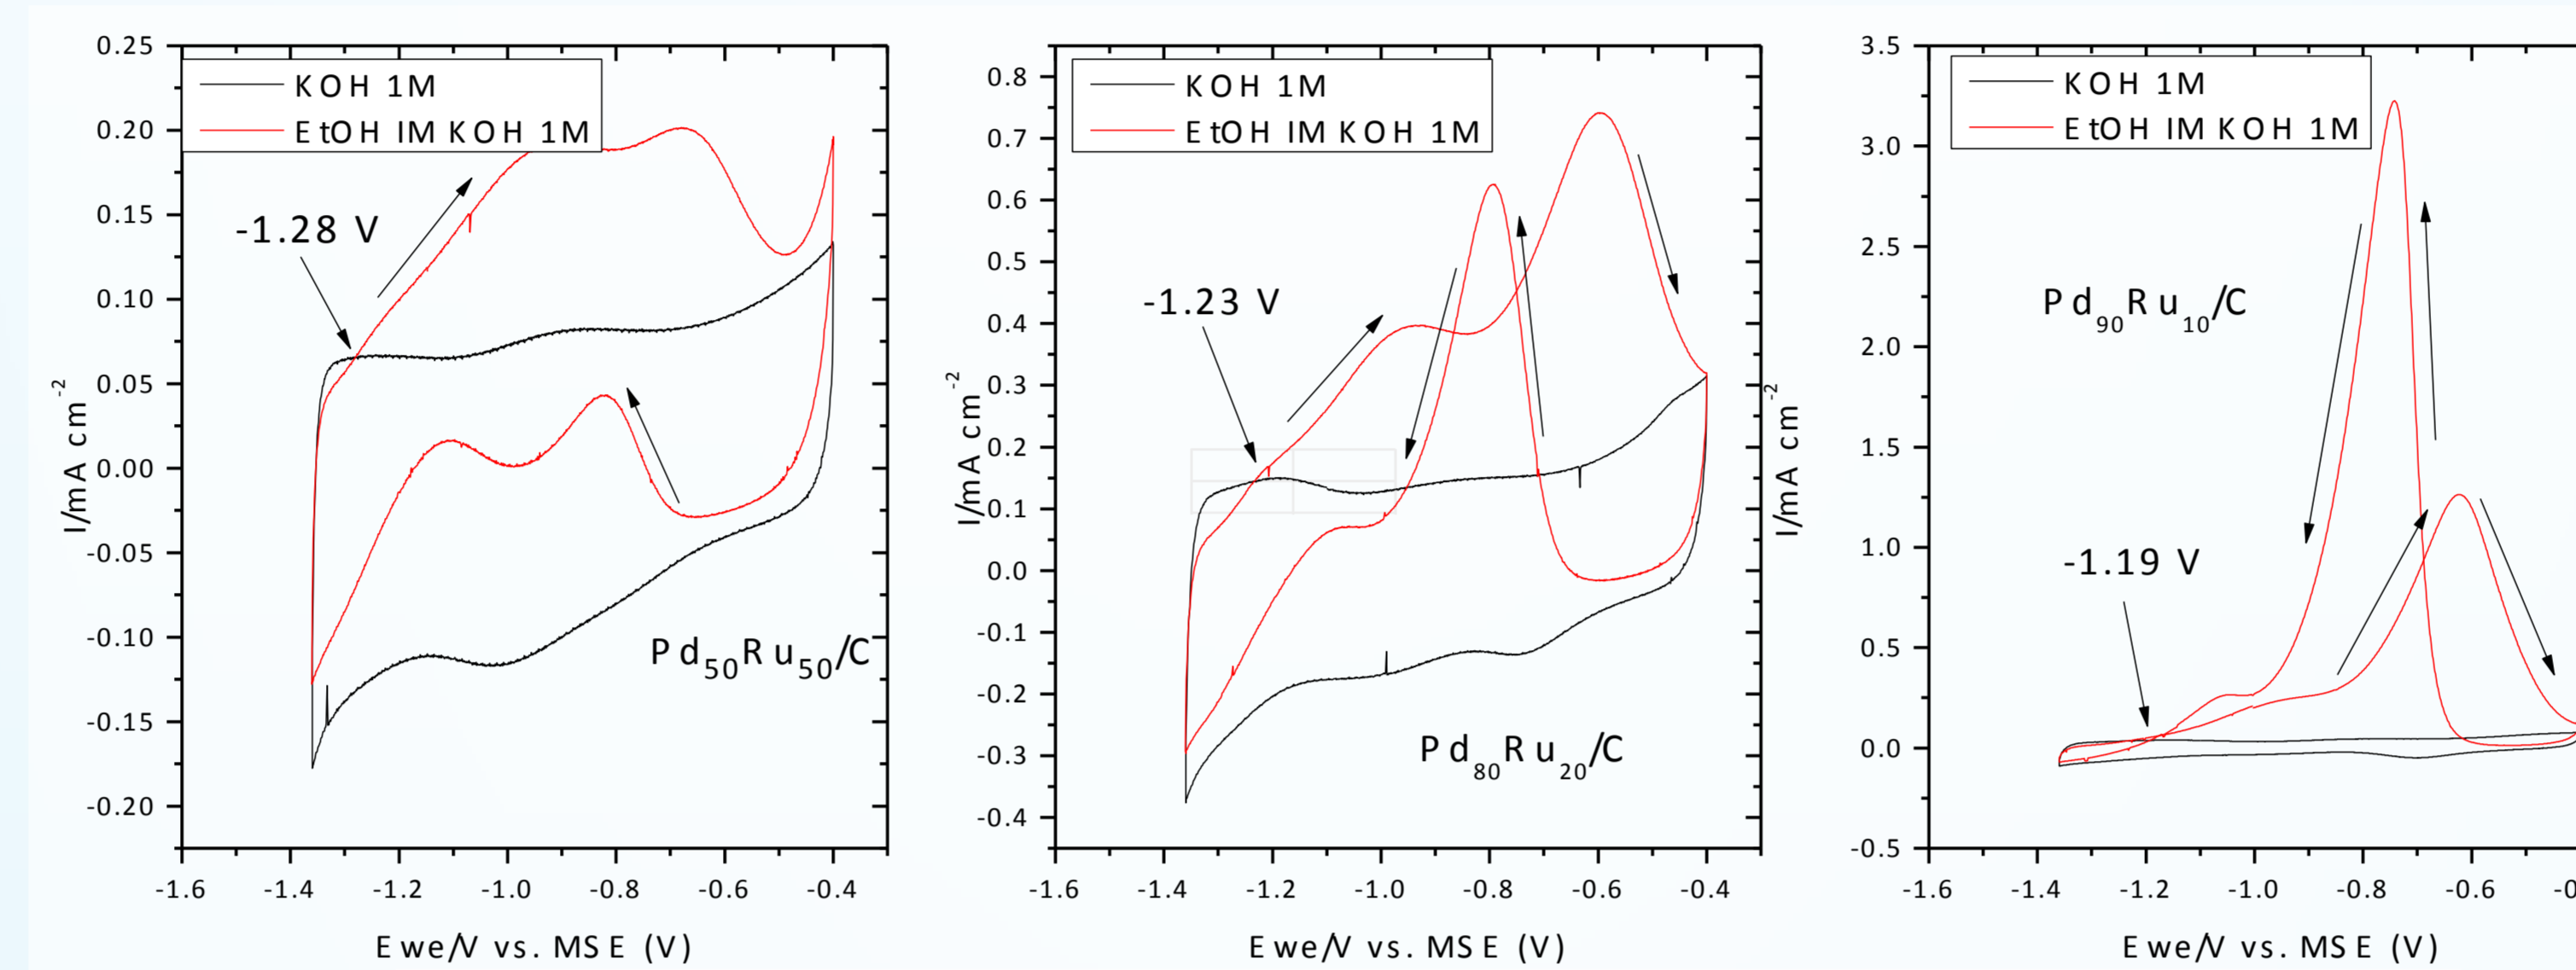 KOH 1M
EtOH IM KOH 1M
-1.28 V
Pd50Ru50/C
0.25
0.20
0.15
0.10
0.05
0.00
-0.05
-0.10
-0.15
-0.20
I/mA cm-2
-1.6 -1.4 -1.2 -1.0 -0.8 -0.6 -0.4
Ewe/V vs. MSE (V)
KOH 1M
EtOH IM KOH 1M
-1.23 V
Pd80Ru20/C
0.8
0.7
0.6
0.5
0.4
0.3
0.2
0.1
0.0
-0.1
-0.2
-0.3
-0.4
I/mA cm-2
-1.6 -1.4 -1.2 -1.0 -0.8 -0.6 -0.4
Ewe/V vs. MSE (V)
KOH 1M
EtOH IM KOH 1M
Pd90Ru10/C
-1.19 V
3.5
3.0
2.5
2.0
1.5
1.0
0.5
0.0
-0.5
I/mA cm-2
-1.6 -1.4 -1.2 -1.0 -0.8 -0.6
Ewe/V vs. MSE (V)